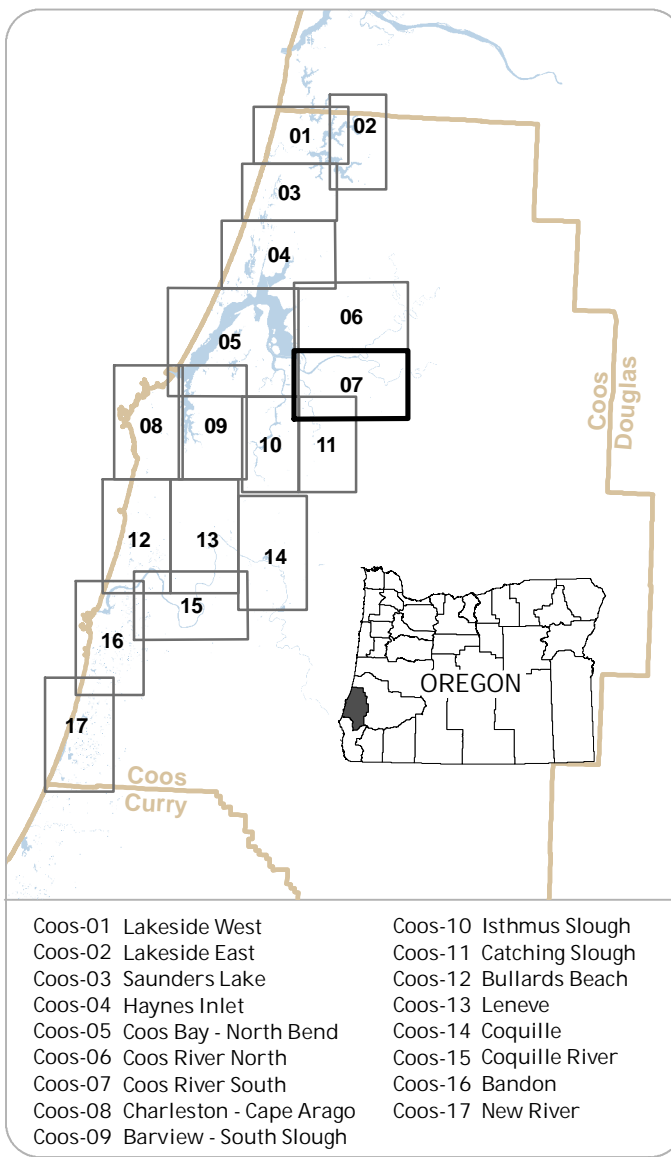 01
02
03
04
06
05
07
Coos
Douglas
08
09
10
11
12
13
14
15
16
OREGON
17
Coos
Curry
Coos-01 Lakeside West
Coos-02 Lakeside East
Coos-03 Saunders Lake
Coos-04 Haynes Inlet
Coos-05 Coos Bay - North Bend
Coos-06 Coos River North
Coos-07 Coos River South
Coos-08 Charleston - Cape Arago
Coos-09 Barview - South Slough
Coos-10 Isthmus Slough
Coos-11 Catching Slough
Coos-12 Bullards Beach
Coos-13 Leneve
Coos-14 Coquille
Coos-15 Coquille River
Coos-16 Bandon
Coos-17 New River